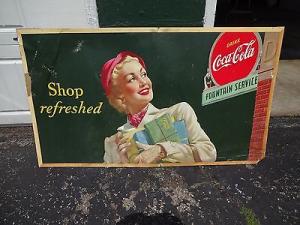 Shop
refreshed
DRINK
Coca-Cola
FOUNTAIN SERVICE